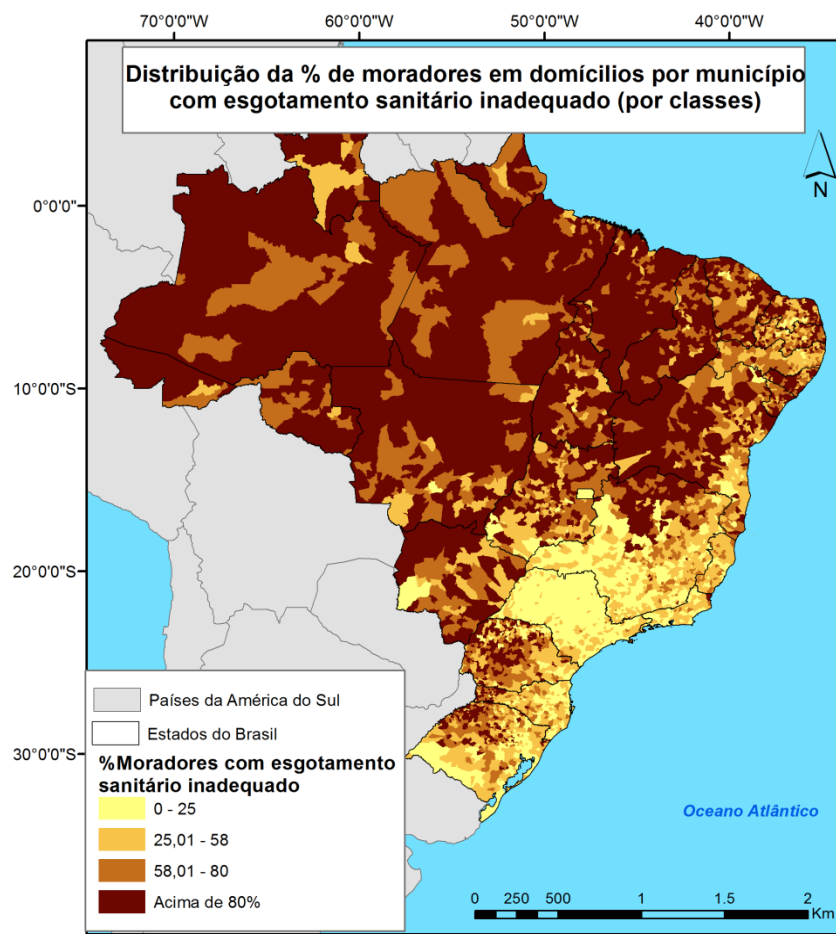 70°0'0"W 60°0'0"W 50°0'0"W 40°0'0"W
Distribuição da % de moradores em domícilios por município
com esgotamento sanitário inadequado (por classes)
N
0°0'0"
10°0'0"S
20°0'0"S
30°0'0"S
Países da América do Sul
Estados do Brasil
%Moradores com esgotamento
sanitário inadequado
0 - 25
25,01 - 58
58,01 - 80
Acima de 80%
Oceano Atlântico
0 250 500 1 1.5 2
Km